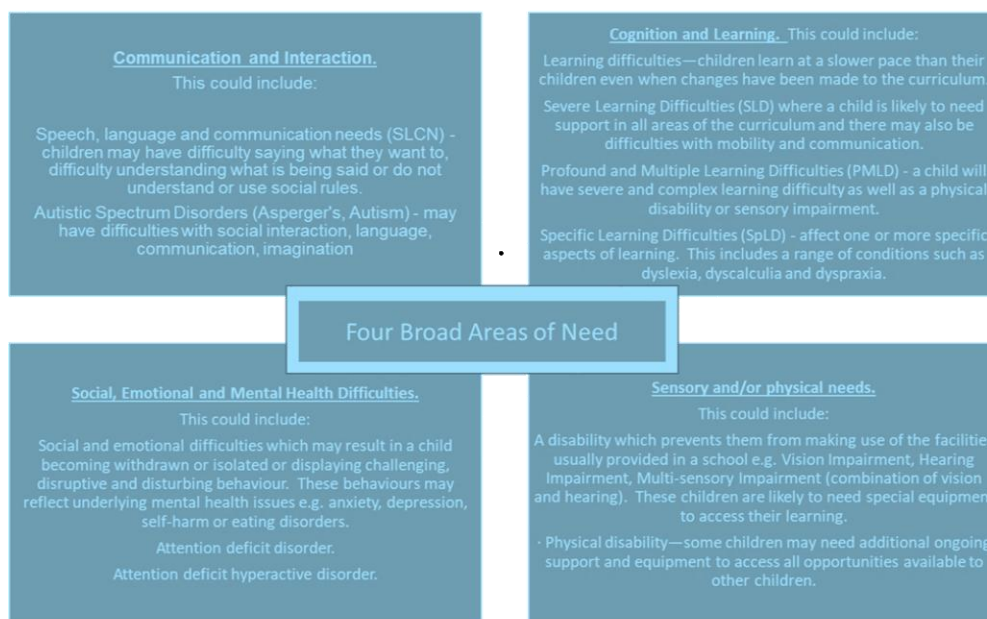 Communication and Interaction.
This could include:
Speech, language and communication needs (SLCN) -
children may have difficulty saying what they want to,
difficulty understanding what is being said or do not
understand or use social rules.
Autistic Spectrum Disorders (Asperger's, Autism) - may
have difficulties with social interaction, language,
communication, imagination
Cognition and Learning. This could include:
Learning difficulties—children learn at a slower pace than their
children even when changes have been made to the curriculum.
Severe Learning Difficulties (SLD) where a child is likely to need
support in all areas of the curriculum and there may also be
difficulties with mobility and communication.
Profound and Multiple Learning Difficulties (PMLD) - a child will
have severe and complex learning difficulty as well as a physical
disability or sensory impairment.
Specific Learning Difficulties (SpLD) - affect one or more specific
aspects of learning. This includes a range of conditions such as
dyslexia, dyscalculia and dyspraxia.
Four Broad Areas of Need
Social, Emotional and Mental Health Difficulties.
This could include:
Social and emotional difficulties which may result in a child
becoming withdrawn or isolated or displaying challenging,
disruptive and disturbing behaviour. These behaviours may
reflect underlying mental health issues e.g. anxiety, depression,
self-harm or eating disorders.
Attention deficit disorder.
Attention deficit hyperactive disorder.
Sensory and/or physical needs.
This could include:
A disability which prevents them from making use of the facilitie
usually provided in a school e.g. Vision Impairment, Hearing
Impairment, Multi-sensory Impairment (combination of vision
and hearing). These children are likely to need special equipmen
to access their learning.
· Physical disability—some children may need additional ongoing
support and equipment to access all opportunities available to
other children.